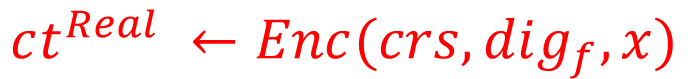 ct^{Real} ← Enc(crs, dig_f, x)